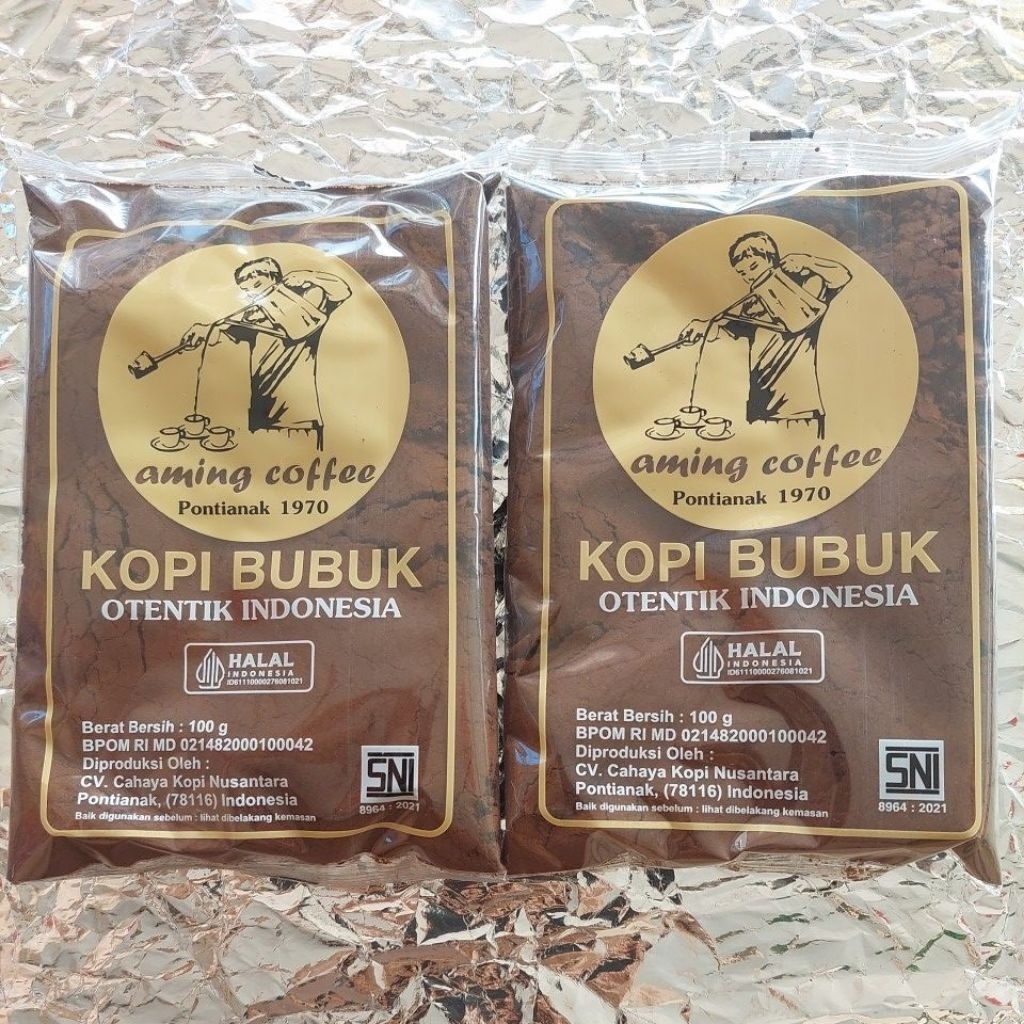 aming coffee
Pontianak 1970
KOPI BUBUK
OTENTIK INDONESIA
HALAL
INDONESIA
ID61110000276081021
Berat Bersih : 100 g
BPOM RI MD 021482000100042
Diproduksi Oleh :
CV. Cahaya Kopi Nusantara
Pontianak, (78116) Indonesia
Baik digunakan sebelum : lihat dibelakang kemasan
SNI
8964 : 2021
aming coffee
Pontianak 1970
KOPI BUBUK
OTENTIK INDONESIA
HALAL
INDONESIA
ID61110000276081021
Berat Bersih : 100 g
BPOM RI MD 021482000100042
Diproduksi Oleh :
CV. Cahaya Kopi Nusantara
Pontianak, (78116) Indonesia
Baik digunakan sebelum : lihat dibelakang kemasan
SNI
8964 : 2021